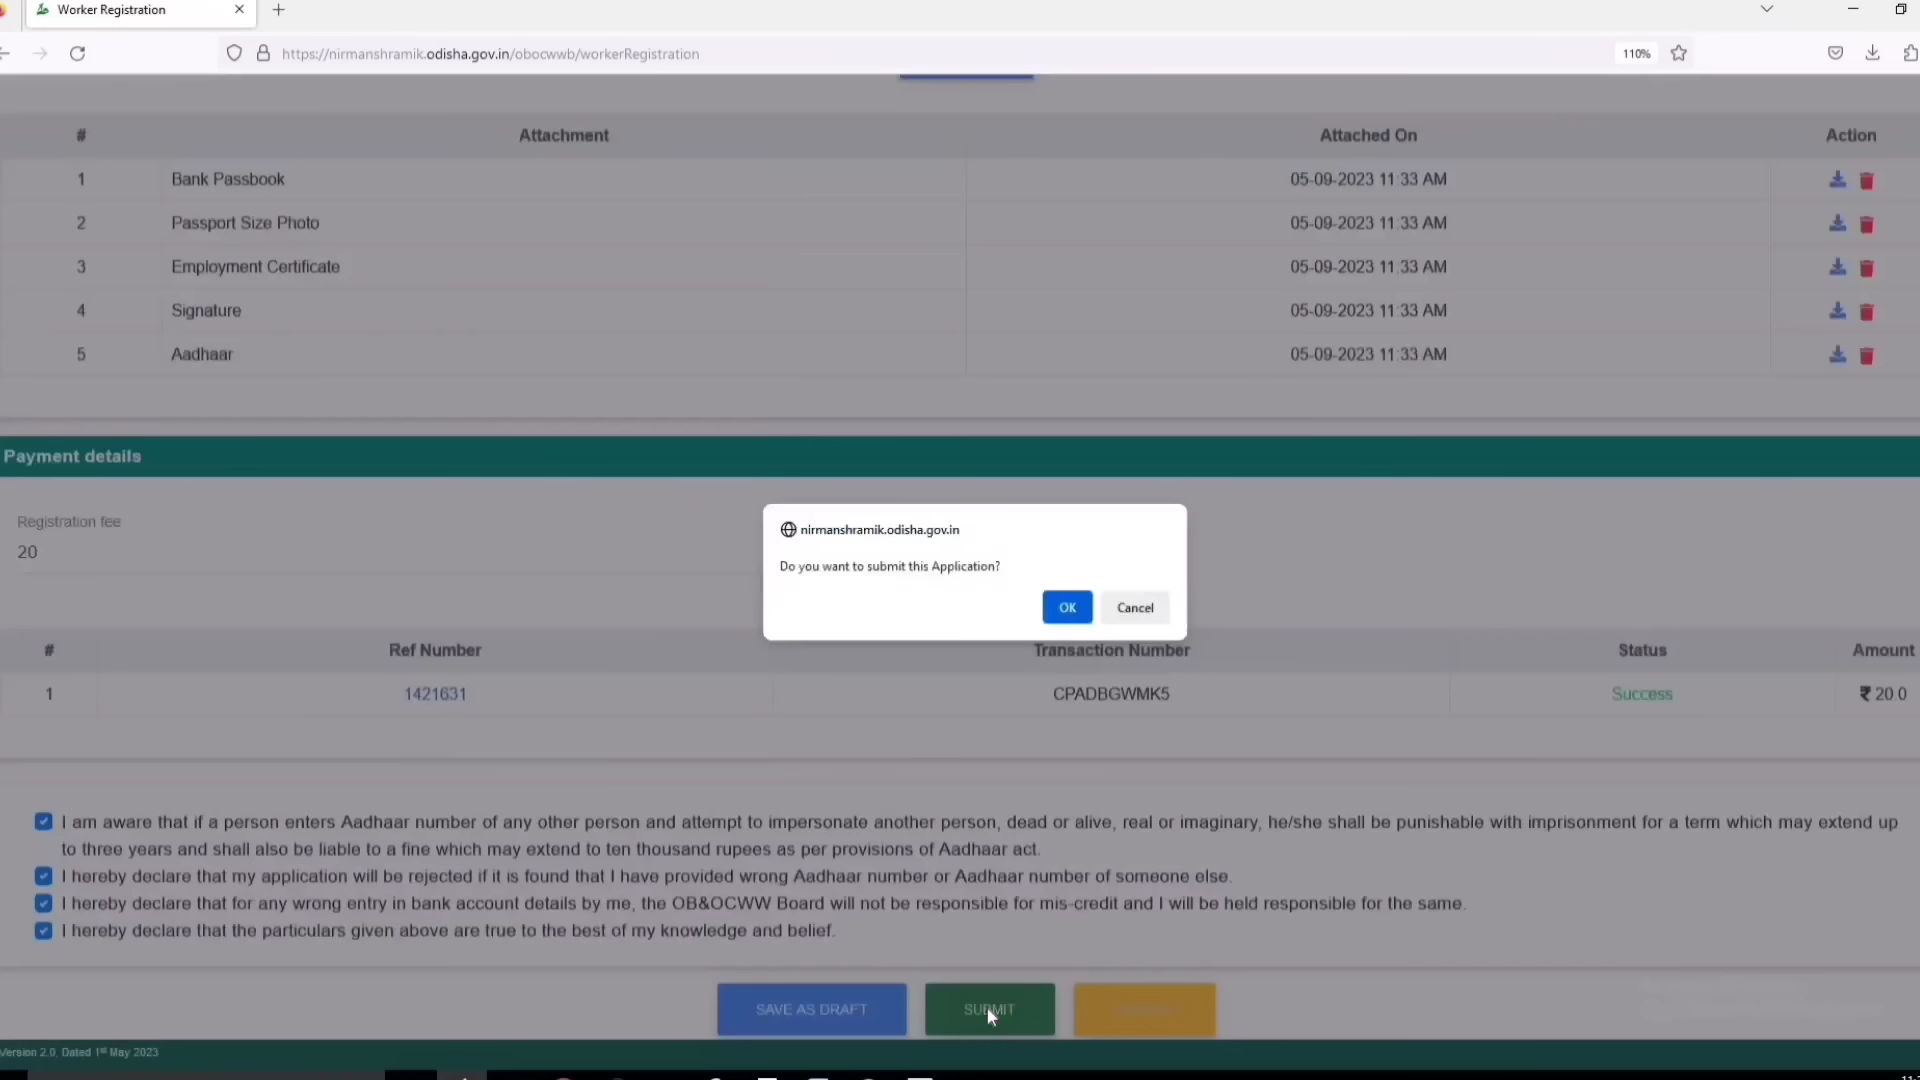 Worker Registration
https://nirmanshramik.odisha.gov.in/obocwwb/workerRegistration
110%
# Attachment Attached On Action
1 Bank Passbook 05-09-2023 11:33 AM
2 Passport Size Photo 05-09-2023 11:33 AM
3 Employment Certificate 05-09-2023 11:33 AM
4 Signature 05-09-2023 11:33 AM
5 Aadhaar 05-09-2023 11:33 AM
Payment details
Registration fee
20
nirmanshramik.odisha.gov.in
Do you want to submit this Application?
OK Cancel
# Ref Number Transaction Number Status Amount
1 1421631 CPADBGWMK5 Success ₹ 20.0
I am aware that if a person enters Aadhaar number of any other person and attempt to impersonate another person, dead or alive, real or imaginary, he/she shall be punishable with imprisonment for a term which may extend up
to three years and shall also be liable to a fine which may extend to ten thousand rupees as per provisions of Aadhaar act.
I hereby declare that my application will be rejected if it is found that I have provided wrong Aadhaar number or Aadhaar number of someone else.
I hereby declare that for any wrong entry in bank account details by me, the OB&OCWW Board will not be responsible for mis-credit and I will be held responsible for the same.
I hereby declare that the particulars given above are true to the best of my knowledge and belief.
SAVE AS DRAFT SUBMIT
Version 2.0, Dated 1st May 2023